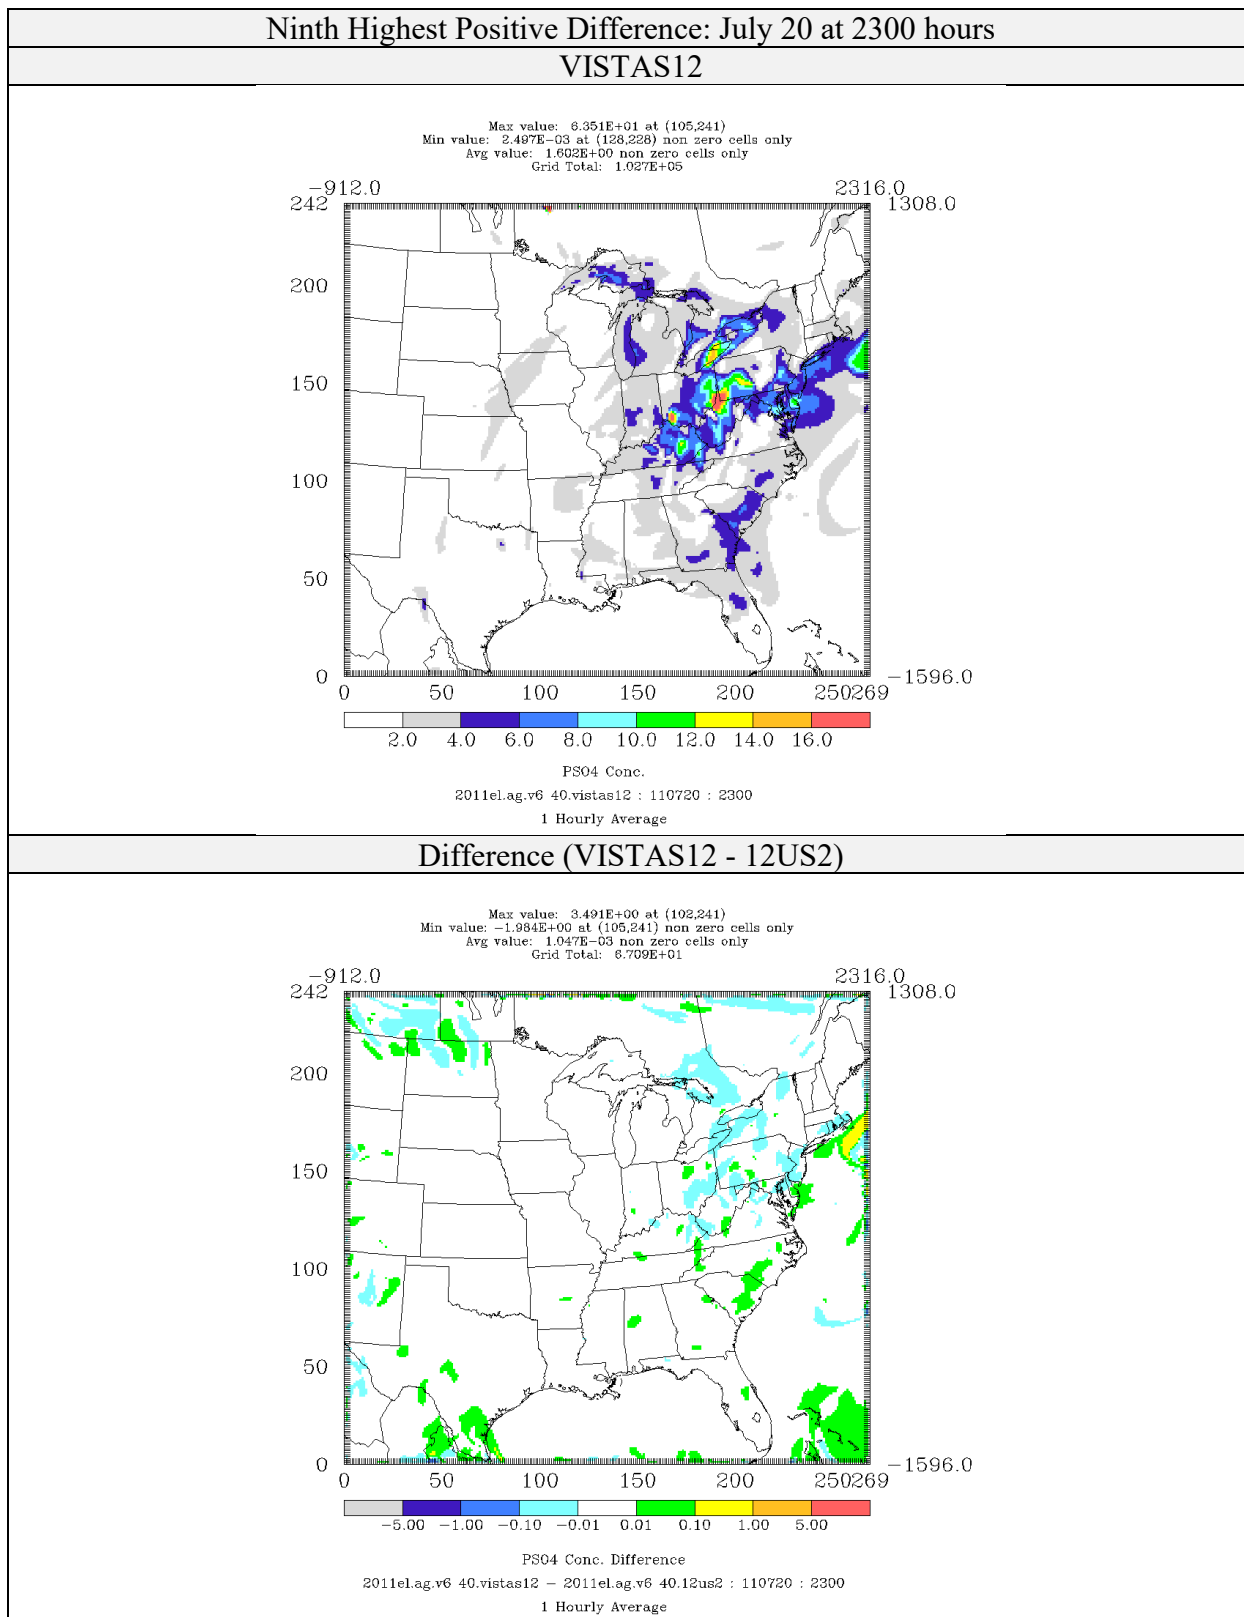 Ninth Highest Positive Difference: July 20 at 2300 hours
VISTAS12
Max value: 6.351E+01 at (105,241)
Min value: 2.497E-03 at (128,228) non zero cells only
Avg value: 1.602E+00 non zero cells only
Grid Total: 1.027E+05
-912.0 2316.0
242 1308.0
200
150
100
50
0 -1596.0
0 50 100 150 200 250269
2.0 4.0 6.0 8.0 10.0 12.0 14.0 16.0
PSO4 Conc.
2011el.ag.v6 40.vistas12 : 110720 : 2300
1 Hourly Average
Difference (VISTAS12 - 12US2)
Max value: 3.491E+00 at (102,241)
Min value: -1.984E+00 at (105,241) non zero cells only
Avg value: 1.047E-03 non zero cells only
Grid Total: 6.709E+01
-912.0 2316.0
242 1308.0
200
150
100
50
0 -1596.0
0 50 100 150 200 250269
-5.00 -1.00 -0.10 -0.01 0.01 0.10 1.00 5.00
PSO4 Conc. Difference
2011el.ag.v6 40.vistas12 - 2011el.ag.v6 40.12us2 : 110720 : 2300
1 Hourly Average